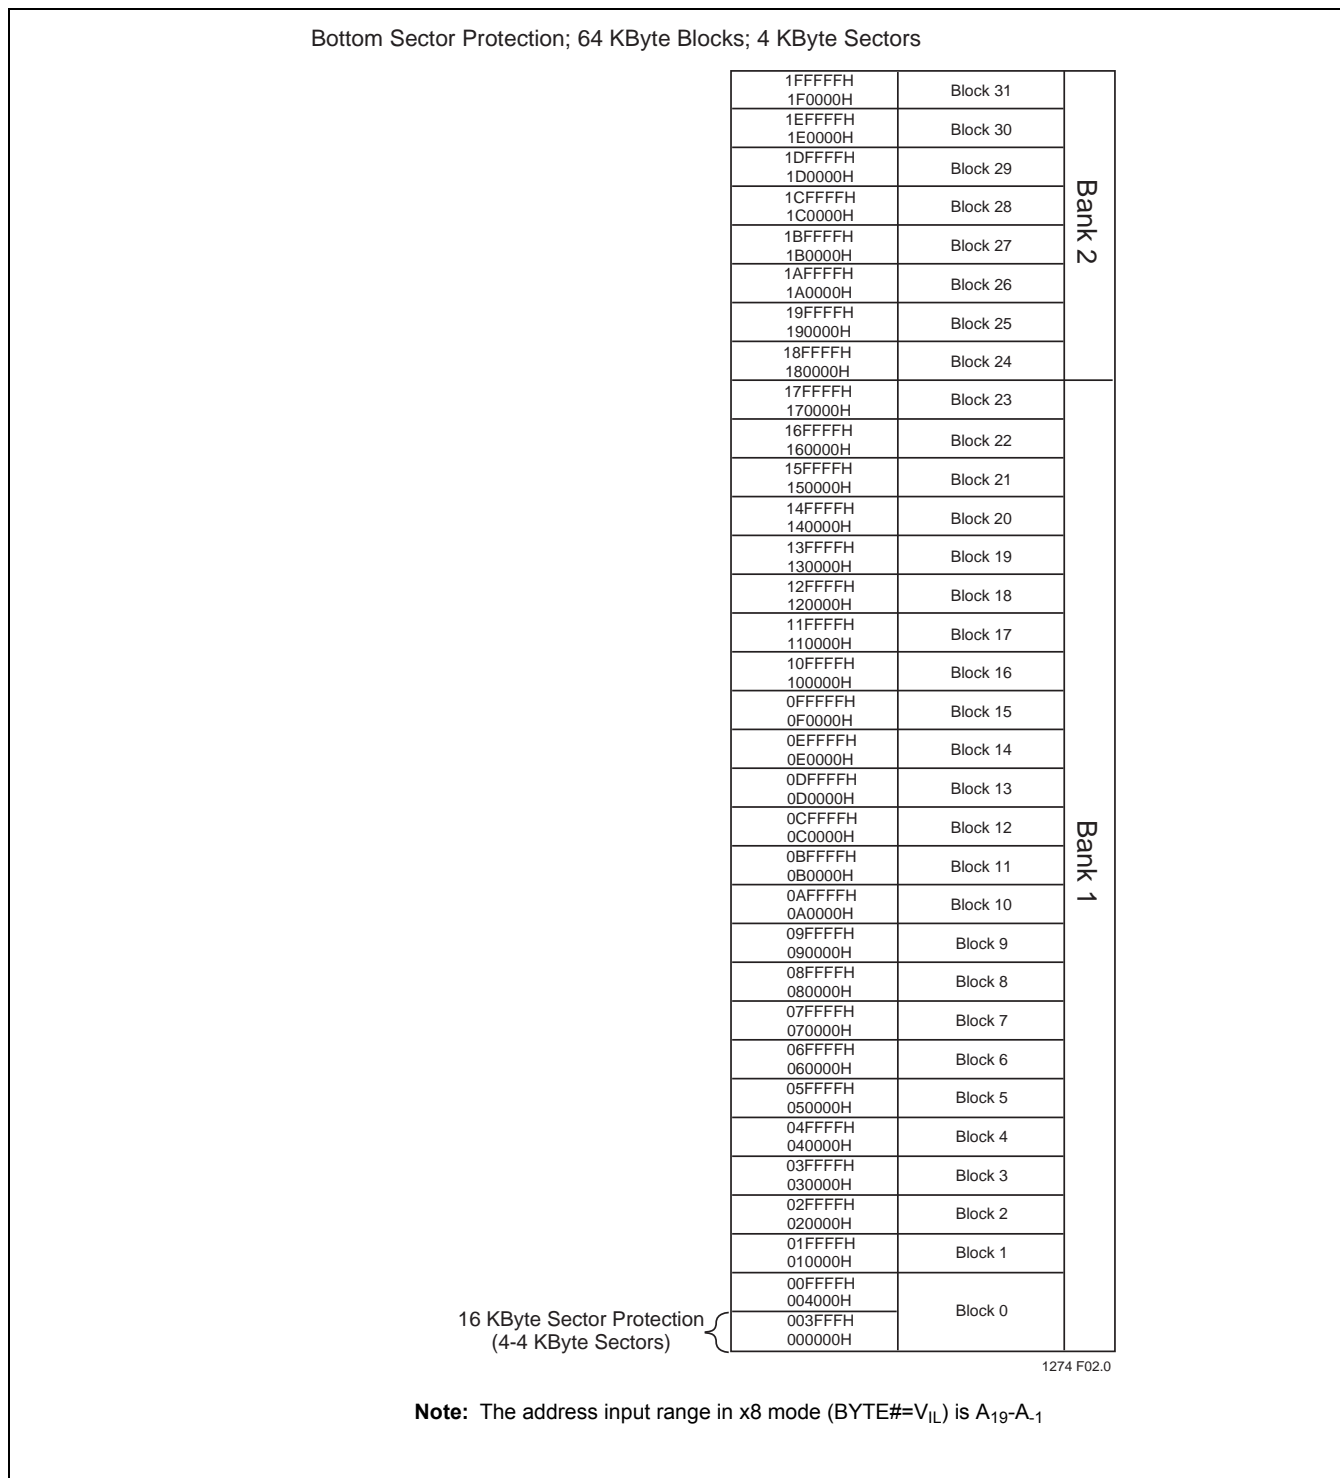 Bottom Sector Protection; 64 KByte Blocks; 4 KByte Sectors
1FFFFFH
1F0000H
Block 31
1EFFFFH
1E0000H
Block 30
1DFFFFH
1D0000H
Block 29
1CFFFFH
1C0000H
Block 28
1BFFFFH
1B0000H
Block 27
1AFFFFH
1A0000H
Block 26
19FFFFH
190000H
Block 25
18FFFFH
180000H
Block 24
Bank 2
17FFFFH
170000H
Block 23
16FFFFH
160000H
Block 22
15FFFFH
150000H
Block 21
14FFFFH
140000H
Block 20
13FFFFH
130000H
Block 19
12FFFFH
120000H
Block 18
11FFFFH
110000H
Block 17
10FFFFH
100000H
Block 16
0FFFFFH
0F0000H
Block 15
0EFFFFH
0E0000H
Block 14
0DFFFFH
0D0000H
Block 13
0CFFFFH
0C0000H
Block 12
0BFFFFH
0B0000H
Block 11
0AFFFFH
0A0000H
Block 10
09FFFFH
090000H
Block 9
08FFFFH
080000H
Block 8
07FFFFH
070000H
Block 7
06FFFFH
060000H
Block 6
05FFFFH
050000H
Block 5
04FFFFH
040000H
Block 4
03FFFFH
030000H
Block 3
02FFFFH
020000H
Block 2
01FFFFH
010000H
Block 1
00FFFFH
004000H
Block 0
003FFFH
000000H
Bank 1
16 KByte Sector Protection
(4-4 KByte Sectors)
1274 F02.0
Note: The address input range in x8 mode (BYTE#=VIL) is A19-A-1